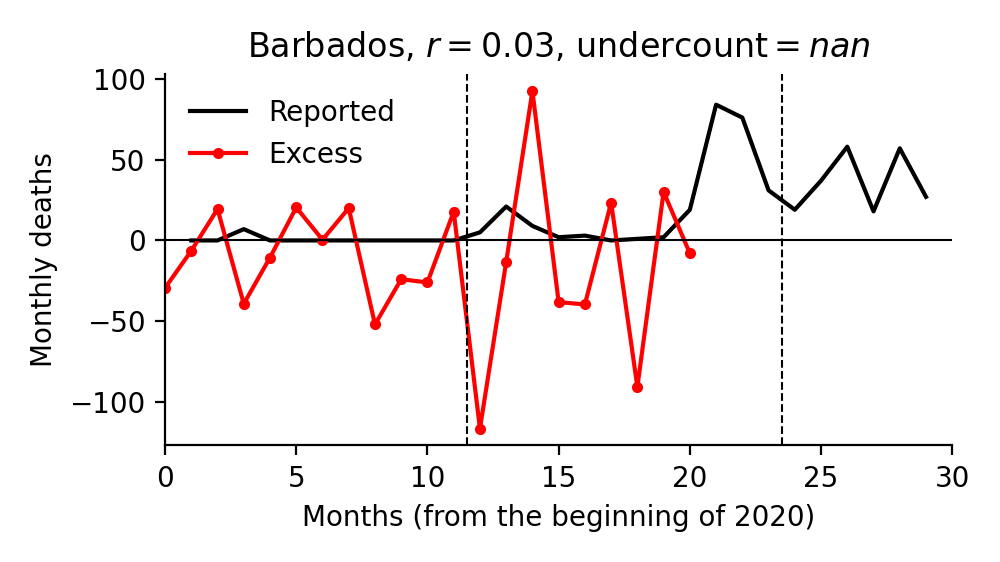 Barbados, r = 0.03, undercount = nan
Reported
Excess
Monthly deaths
100
50
0
−50
−100
0 5 10 15 20 25 30
Months (from the beginning of 2020)